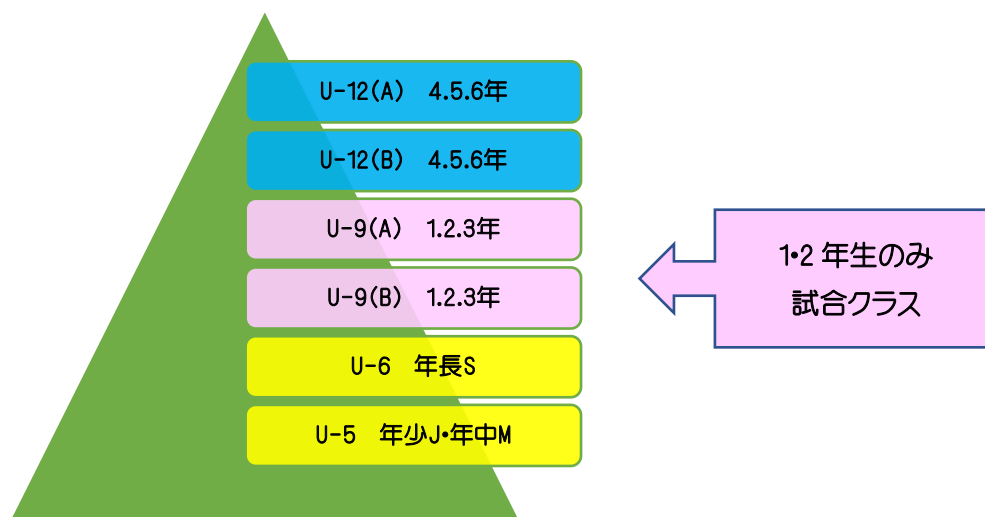 U-12(A) 4.5.6年
U-12(B) 4.5.6年
U-9(A) 1.2.3年
U-9(B) 1.2.3年
U-6 年長S
U-5 年少J•年中M
1•2 年生のみ
試合クラス